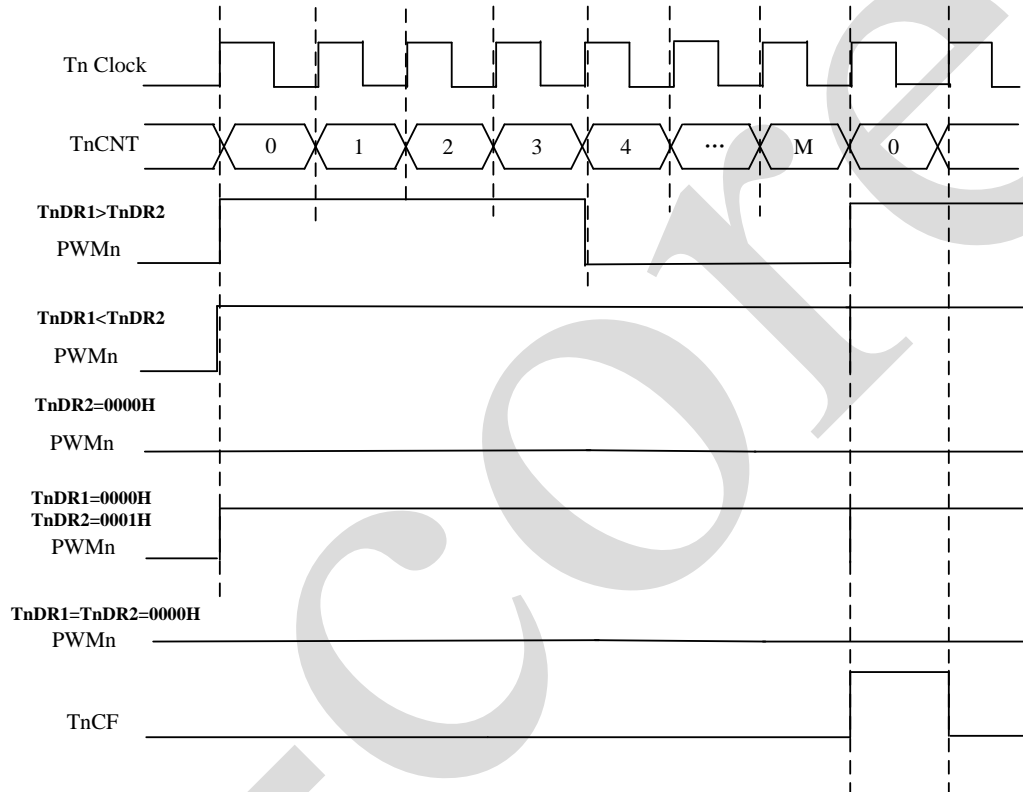 Tn Clock
TnCNT 0 1 2 3 4 ... M 0
TnDR1>TnDR2
PWMn
TnDR1<TnDR2
PWMn
TnDR2=0000H
PWMn
TnDR1=0000H
TnDR2=0001H
PWMn
TnDR1=TnDR2=0000H
PWMn
TnCF